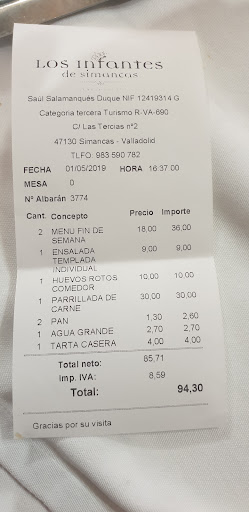 Los Infantes
de simancas
Saúl Salamanqués Duque NIF 12419314 G
Categoria tercera Turismo R-VA-690
C/ Las Tercias nº2
47130 Simancas - Valladolid
TLFO. 983 590 782
FECHA 01/05/2019 HORA 16:37:00
MESA 0
Nº Albarán 3774
Cant. Concepto Precio Importe
2 MENU FIN DE 18,00 36,00
SEMANA
1 ENSALADA 9,00 9,00
TEMPLADA
INDIVIDUAL
1 HUEVOS ROTOS 10,00 10,00
COMEDOR
1 PARRILLADA DE 30,00 30,00
CARNE
2 PAN 1,30 2,60
1 AGUA GRANDE 2,70 2,70
1 TARTA CASERA 4,00 4,00
Total neto: 85,71
Imp. IVA: 8,59
Total: 94,30
Gracias por su visita